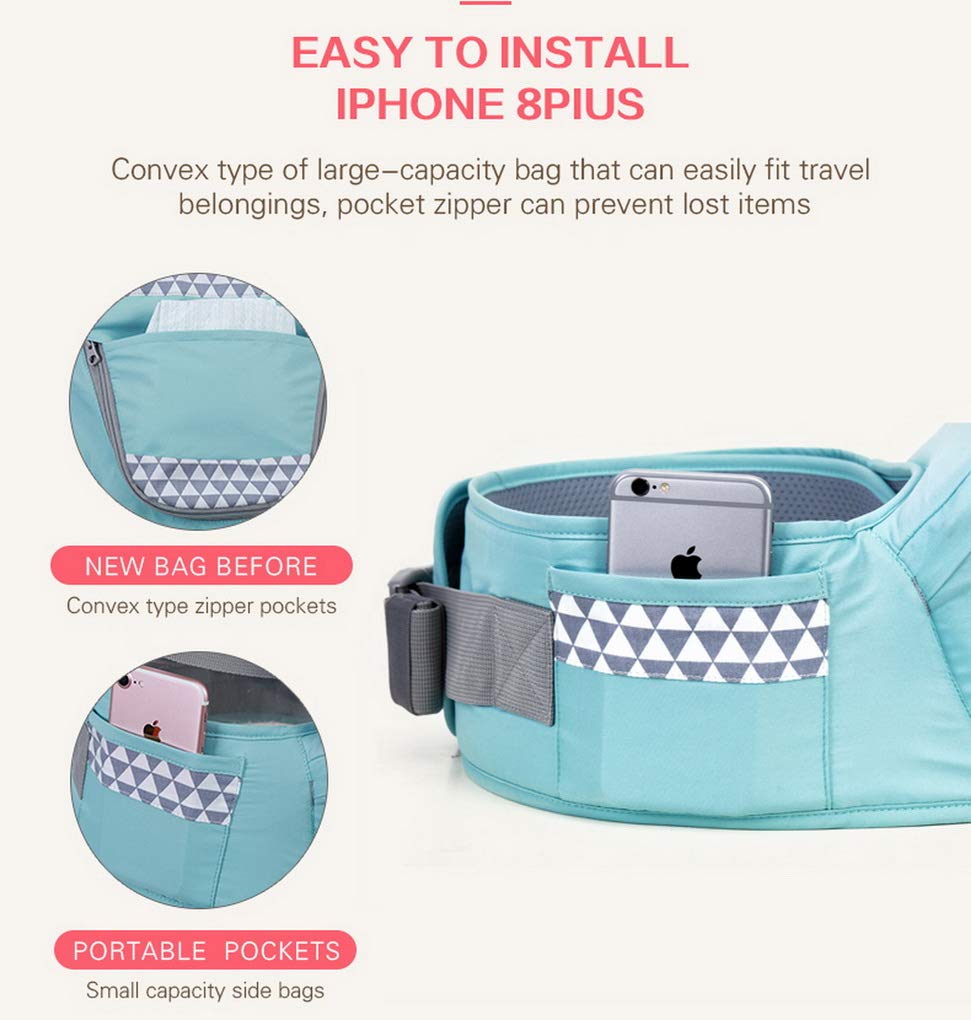 EASY TO INSTALL
IPHONE 8PIUS
Convex type of large–capacity bag that can easily fit travel
belongings, pocket zipper can prevent lost items
NEW BAG BEFORE
Convex type zipper pockets
PORTABLE POCKETS
Small capacity side bags